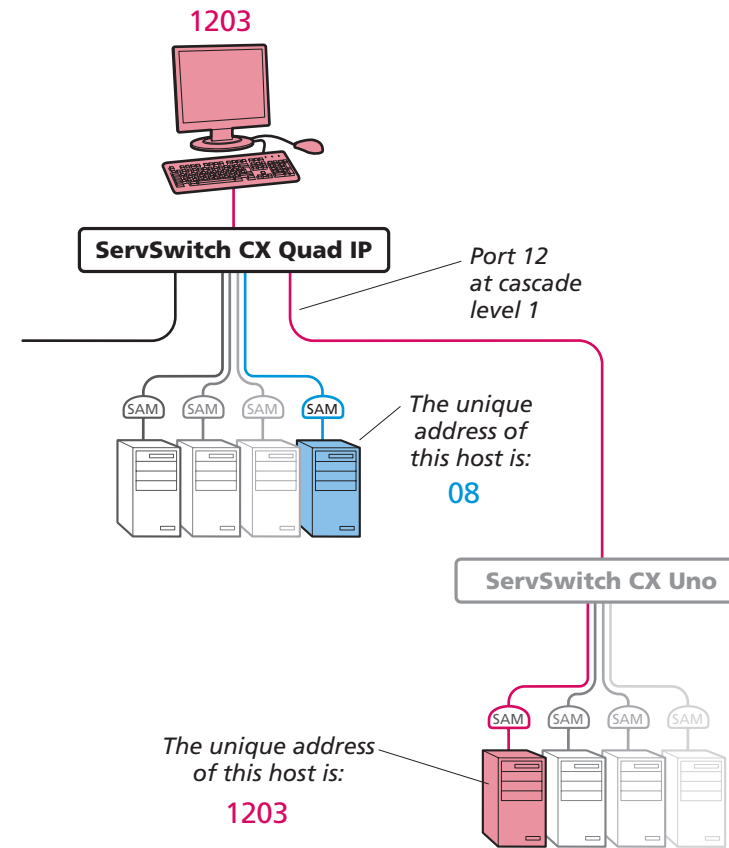 1203
ServSwitch CX Quad IP
Port 12
at cascade
level 1
SAM SAM SAM SAM
The unique
address of
this host is:
08
ServSwitch CX Uno
SAM SAM SAM SAM
The unique address
of this host is:
1203